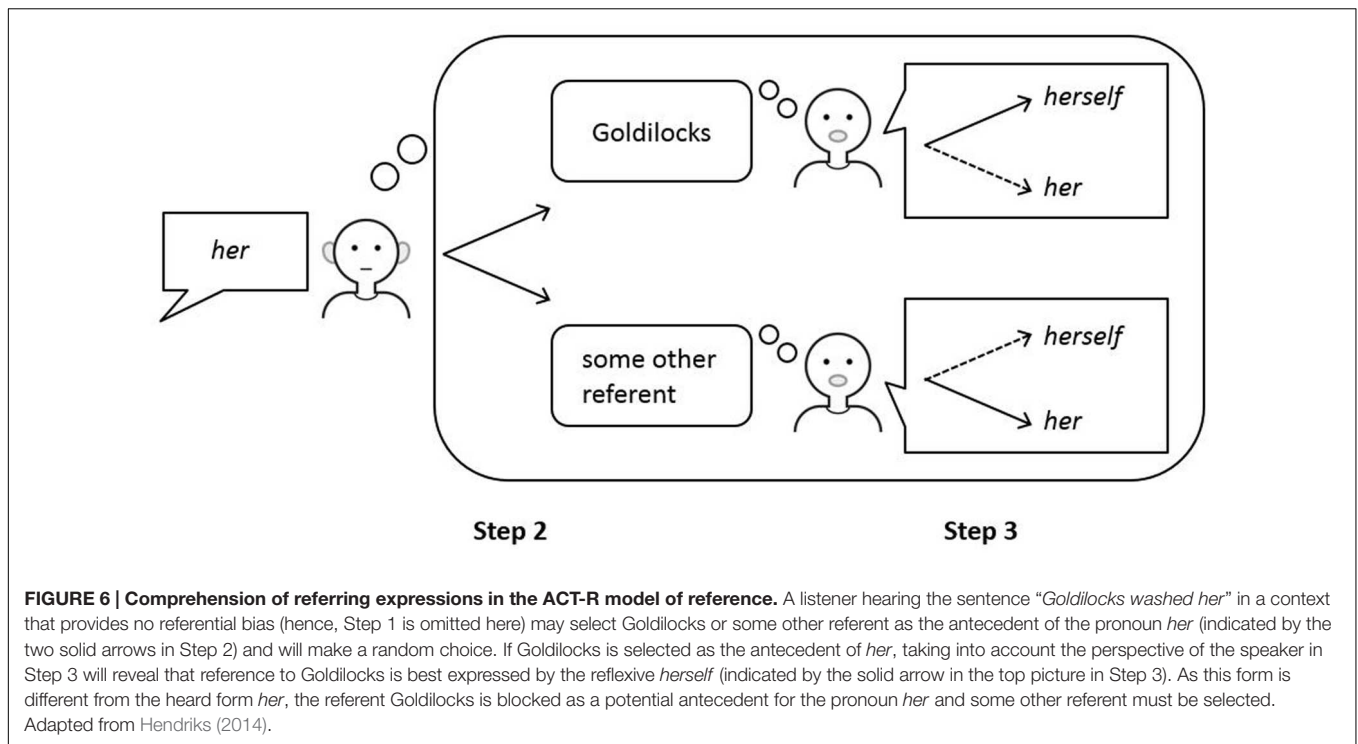 Goldilocks
herself
her
her
some other
referent
herself
her
Step 2
Step 3
FIGURE 6 | Comprehension of referring expressions in the ACT-R model of reference. A listener hearing the sentence “Goldilocks washed her” in a context
that provides no referential bias (hence, Step 1 is omitted here) may select Goldilocks or some other referent as the antecedent of the pronoun her (indicated by the
two solid arrows in Step 2) and will make a random choice. If Goldilocks is selected as the antecedent of her, taking into account the perspective of the speaker in
Step 3 will reveal that reference to Goldilocks is best expressed by the reflexive herself (indicated by the solid arrow in the top picture in Step 3). As this form is
different from the heard form her, the referent Goldilocks is blocked as a potential antecedent for the pronoun her and some other referent must be selected.
Adapted from Hendriks (2014).